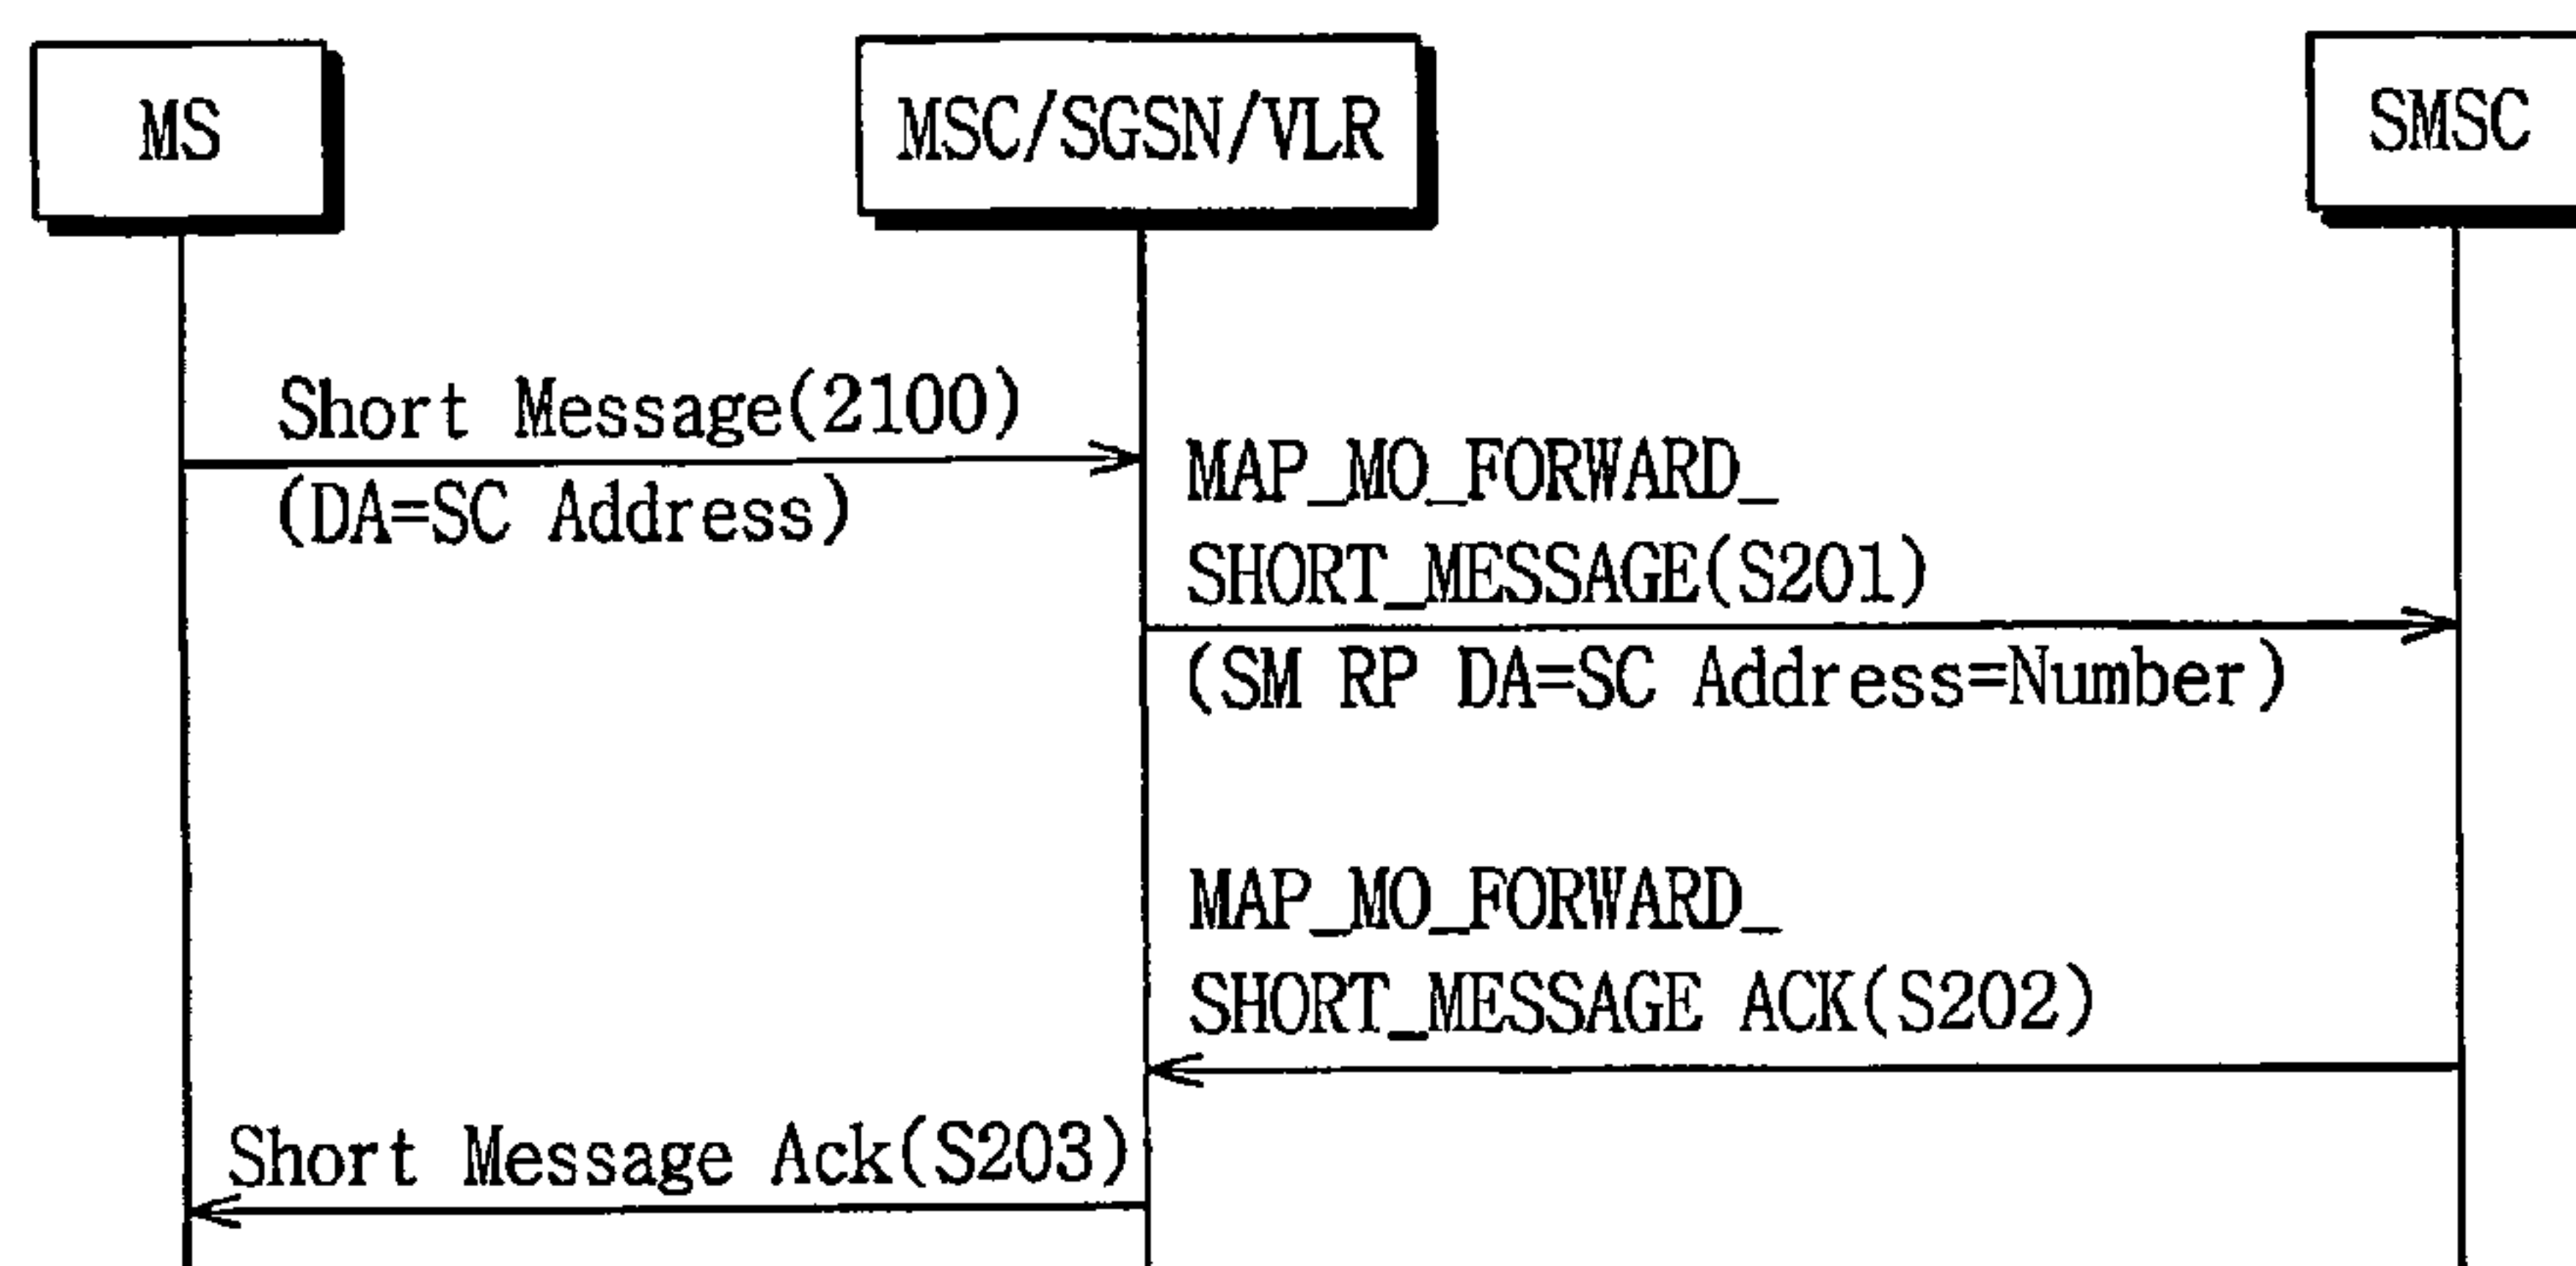 MS
MSC/SGSN/VLR
SMSC
Short Message(2100)
(DA=SC Address)
MAP_MO_FORWARD_
SHORT_MESSAGE(S201)
(SM RP DA=SC Address=Number)
MAP_MO_FORWARD_
SHORT_MESSAGE ACK(S202)
Short Message Ack(S203)